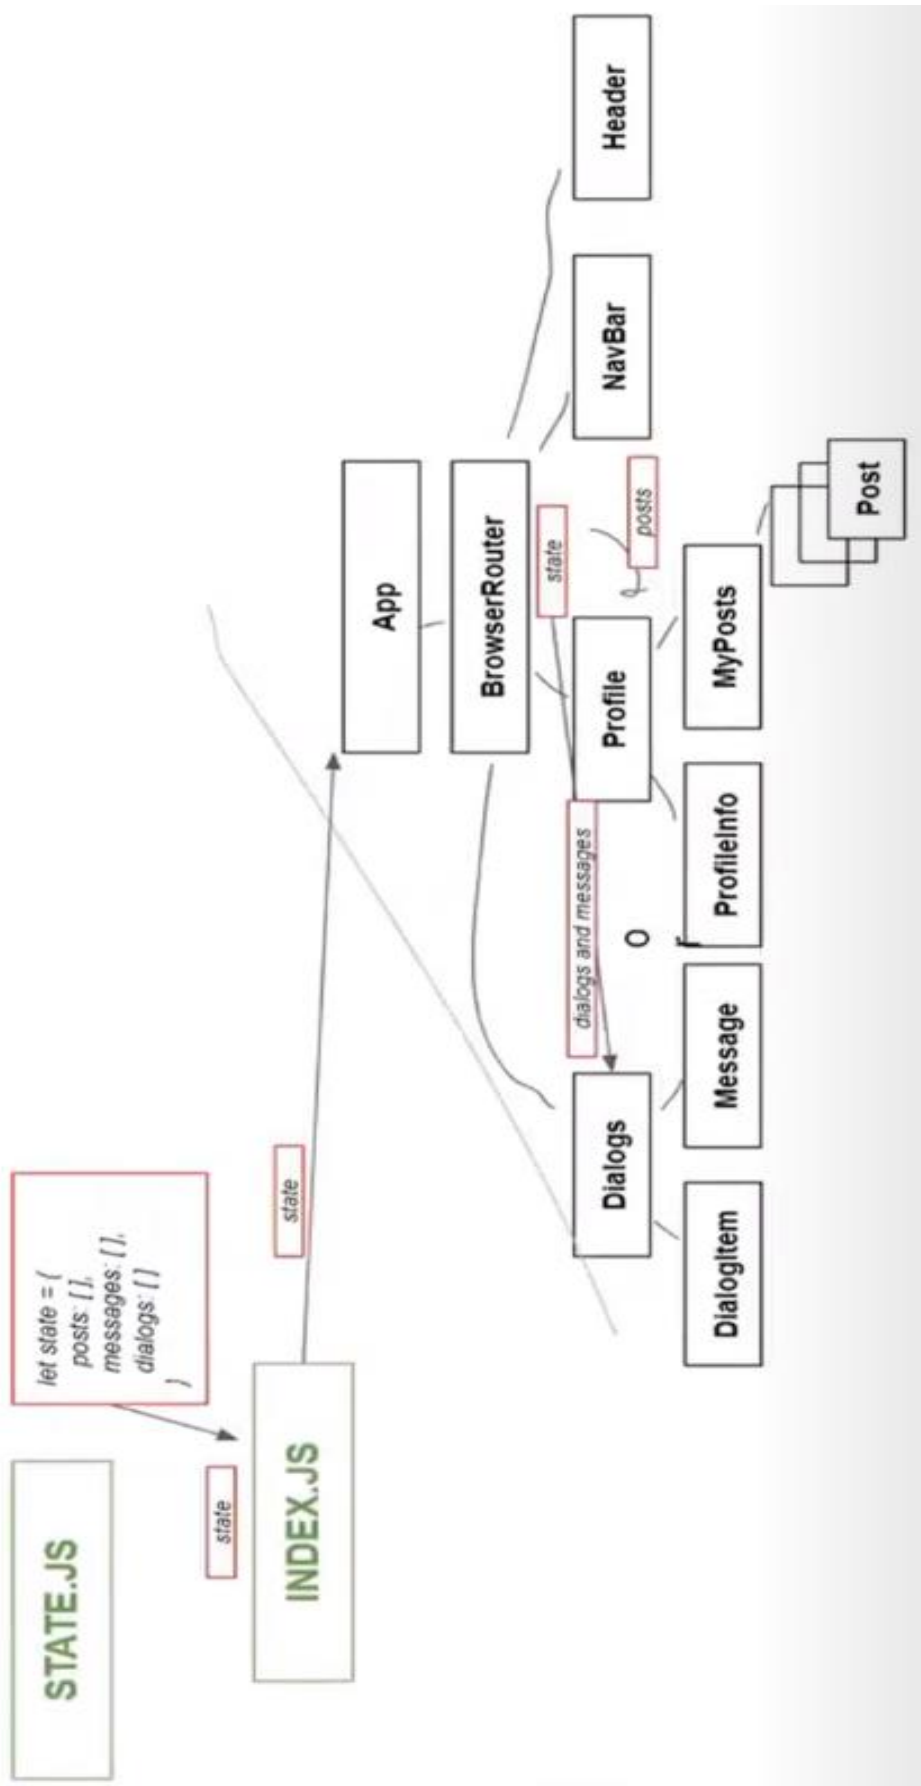 STATE.JS
let state = {
posts: [ ],
messages: [ ],
dialogs: [ ]
}
state
INDEX.JS
state
App
BrowserRouter
state
dialogs and messages
posts
Dialogs
Profile
NavBar
Header
O
r
DialogItem
Message
ProfileInfo
MyPosts
Post